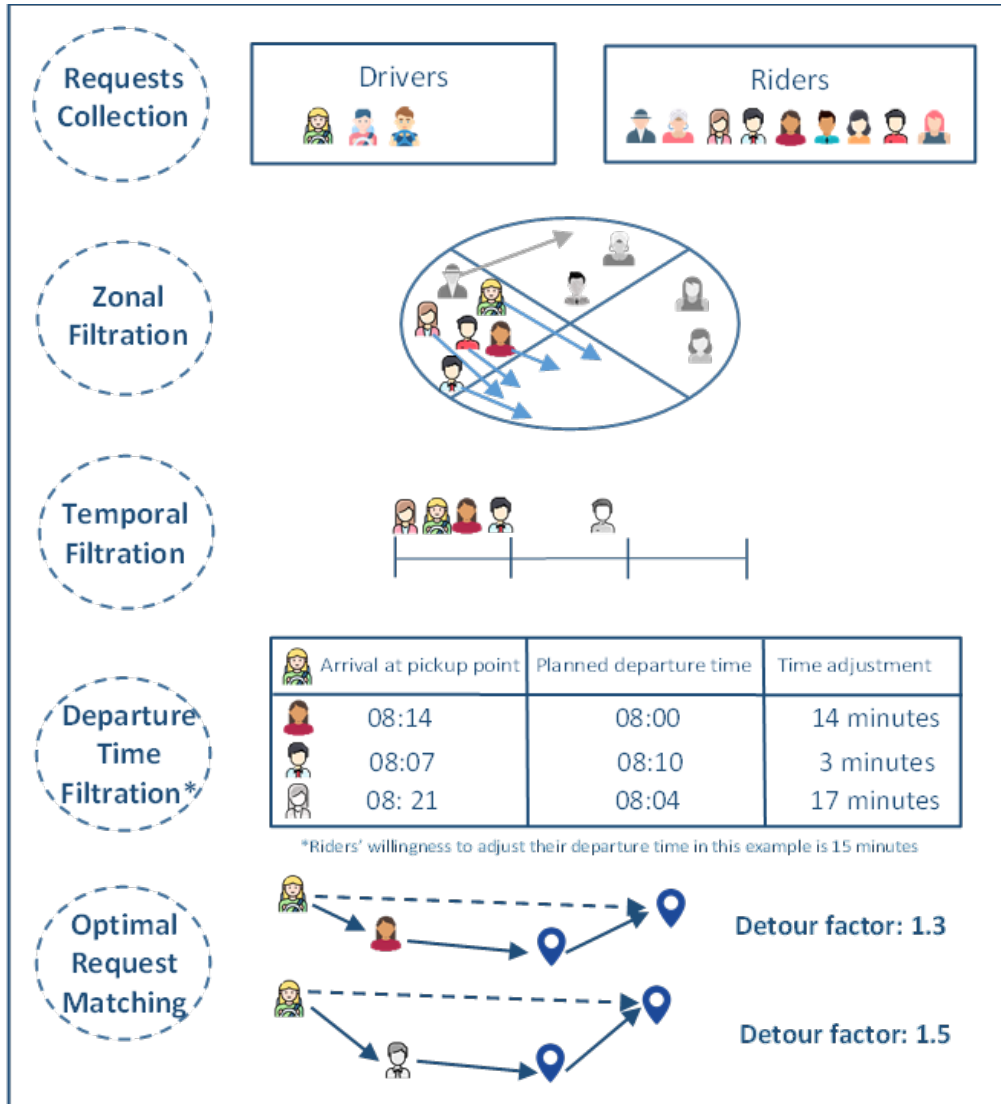 Requests
Collection
Drivers
Riders
Zonal
Filtration
Temporal
Filtration
Departure
Time
Filtration*
Arrival at pickup point Planned departure time Time adjustment
08:14 08:00 14 minutes
08:07 08:10 3 minutes
08: 21 08:04 17 minutes
*Riders' willingness to adjust their departure time in this example is 15 minutes
Optimal
Request
Matching
Detour factor: 1.3
Detour factor: 1.5